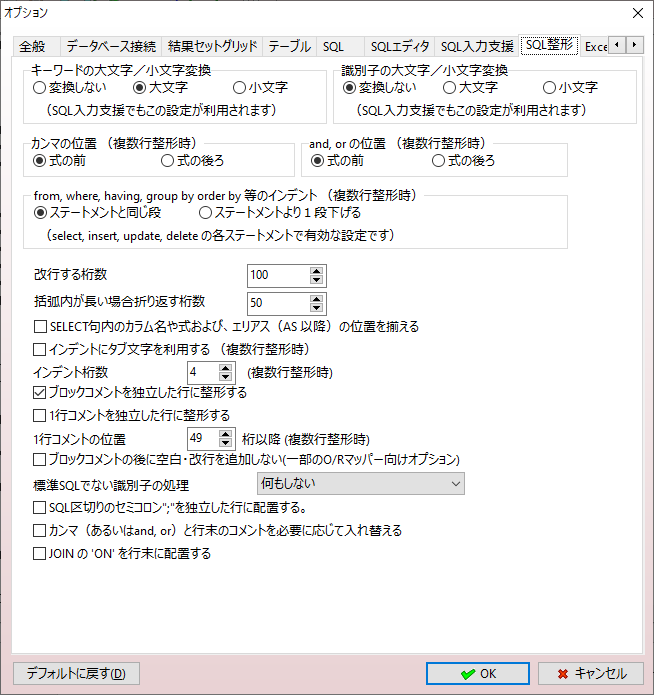 オプション
全般 データベース接続 結果セットグリッド テーブル SQL SQLエディタ SQL入力支援 SQL整形 Exce
キーワードの大文字／小文字変換 識別子の大文字／小文字変換
変換しない 大文字 小文字 変換しない 大文字 小文字
（SQL入力支援でもこの設定が利用されます） （SQL入力支援でもこの設定が利用されます）
カンマの位置 （複数行整形時） and, or の位置 （複数行整形時）
式の前 式の後ろ 式の前 式の後ろ
from, where, having, group by order by 等のインデント （複数行整形時）
ステートメントと同じ段 ステートメントより１段下げる
（select, insert, update, delete の各ステートメントで有効な設定です）
改行する桁数 100
括弧内が長い場合折り返す桁数 50
SELECT句内のカラム名や式および、エリアス（AS 以降）の位置を揃える
インデントにタブ文字を利用する （複数行整形時）
インデント桁数 4 (複数行整形時)
ブロックコメントを独立した行に整形する
1行コメントを独立した行に整形する
1行コメントの位置 49 桁以降 (複数行整形時)
ブロックコメントの後に空白・改行を追加しない(一部のO/Rマッパー向けオプション)
標準SQLでない識別子の処理 何もしない
SQL区切りのセミコロン";"を独立した行に配置する。
カンマ（あるいはand, or）と行末のコメントを必要に応じて入れ替える
JOIN の 'ON' を行末に配置する
デフォルトに戻す(D) OK キャンセル